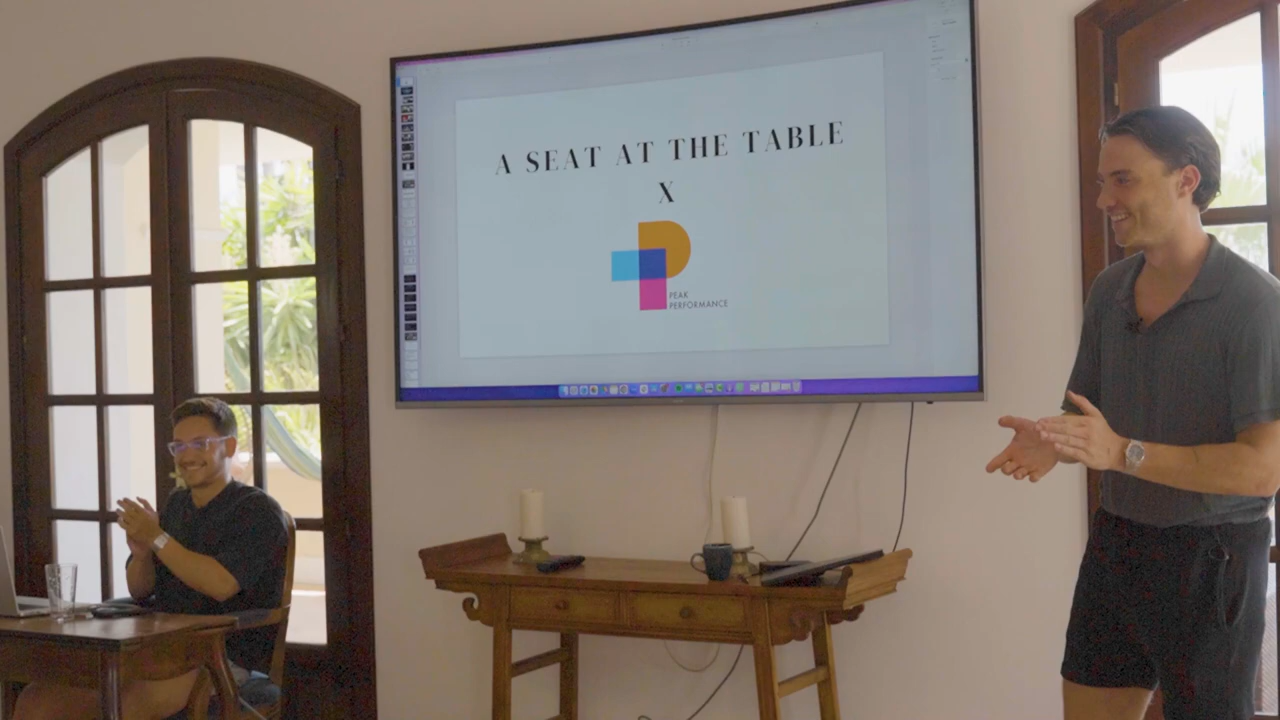 A SEAT AT THE TABLE
X
PEAK
PERFORMANCE